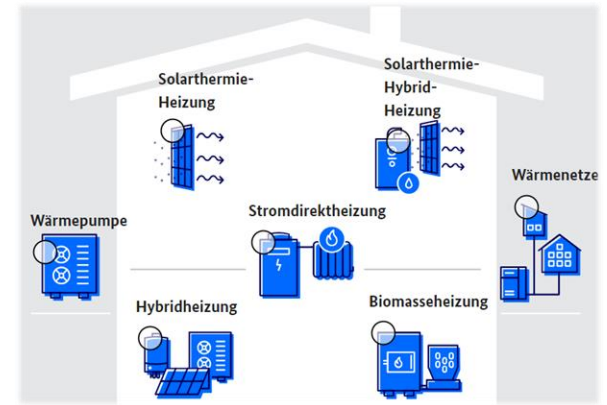 Solarthermie-
Heizung
Solarthermie-
Hybrid-
Heizung
Wärmenetze
Wärmepumpe
Stromdirektheizung
Hybridheizung
Biomasseheizung